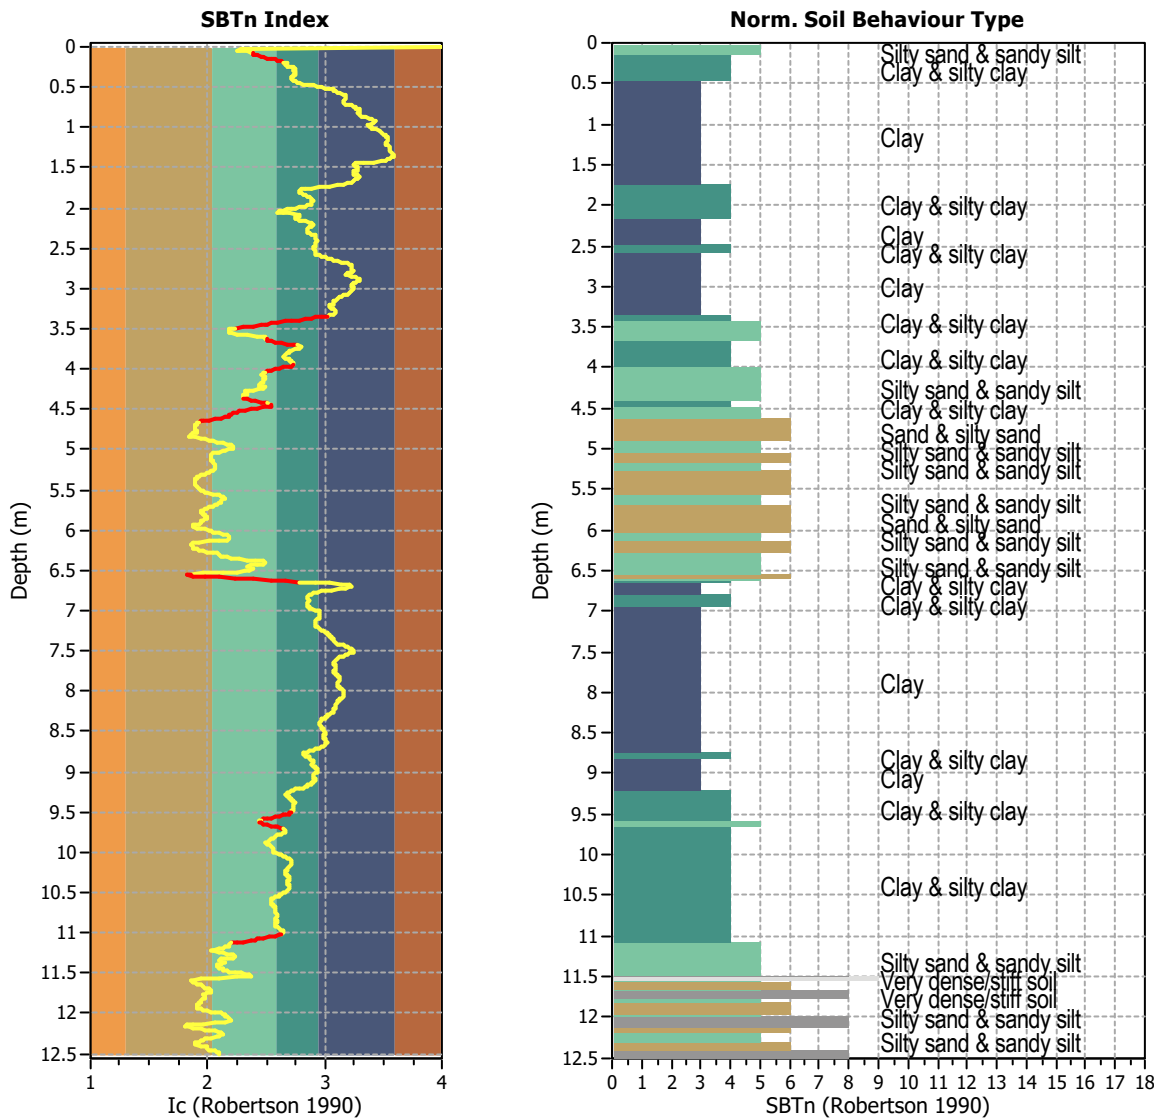 SBTn Index
0
0.5
1
1.5
2
2.5
3
3.5
4
4.5
5
5.5
6
6.5
7
7.5
8
8.5
9
9.5
10
10.5
11
11.5
12
12.5
Depth (m)
1 2 3 4
Ic (Robertson 1990)
Norm. Soil Behaviour Type
0
0.5
1
1.5
2
2.5
3
3.5
4
4.5
5
5.5
6
6.5
7
7.5
8
8.5
9
9.5
10
10.5
11
11.5
12
12.5
Depth (m)
Silty sand & sandy silt
Clay & silty clay
Clay
Clay & silty clay
Clay
Clay & silty clay
Clay
Clay & silty clay
Clay & silty clay
Silty sand & sandy silt
Clay & silty clay
Sand & silty sand
Silty sand & sandy silt
Silty sand & sandy silt
Silty sand & sandy silt
Sand & silty sand
Silty sand & sandy silt
Silty sand & sandy silt
Clay & silty clay
Clay & silty clay
Clay
Clay & silty clay
Clay
Clay & silty clay
Clay & silty clay
Silty sand & sandy silt
Very dense/stiff soil
Very dense/stiff soil
Silty sand & sandy silt
Silty sand & sandy silt
0 1 2 3 4 5 6 7 8 9 10 11 12 13 14 15 16 17 18
SBTn (Robertson 1990)